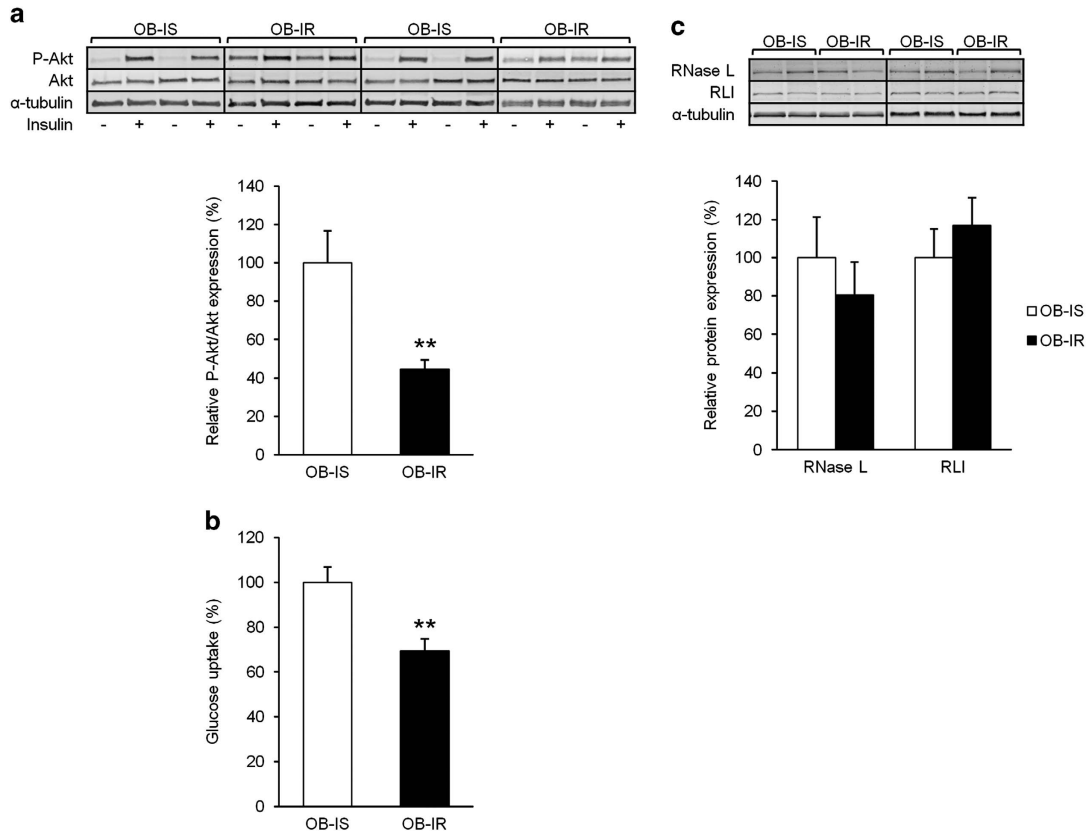 a
OB-IS OB-IR OB-IS OB-IR
P-Akt
Akt
α-tubulin
Insulin - + - + - + - + - + - + - + - +
Relative P-Akt/Akt expression (%)
140
120
100
80
60
40
20
0
**
OB-IS OB-IR
b
Glucose uptake (%)
120
100
80
60
40
20
0
**
OB-IS OB-IR
c
OB-IS OB-IR OB-IS OB-IR
RNase L
RLI
α-tubulin
Relative protein expression (%)
140
120
100
80
60
40
20
0
RNase L RLI
OB-IS
OB-IR